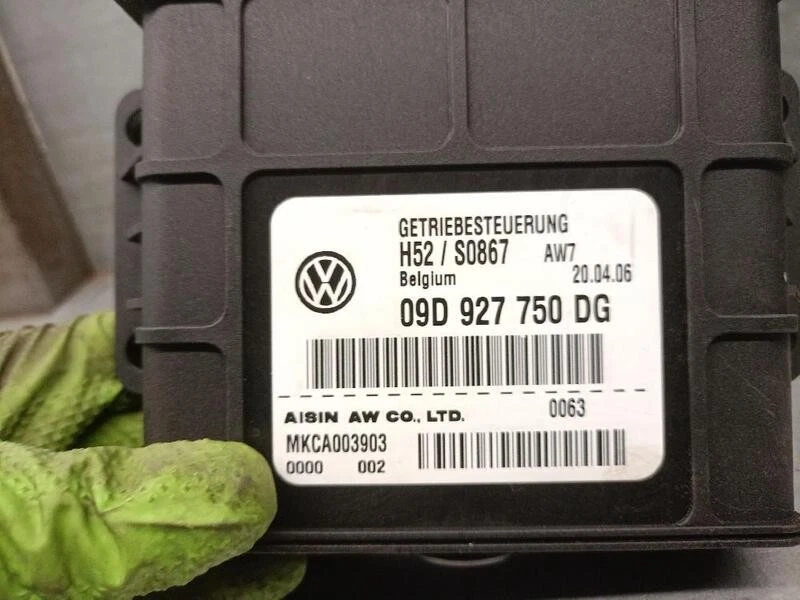 GETRIEBESTEUERUNG
H52 / S0867 AW7
Belgium 20.04.06
09D 927 750 DG
AISIN AW CO., LTD. 0063
MKCA003903
0000 002